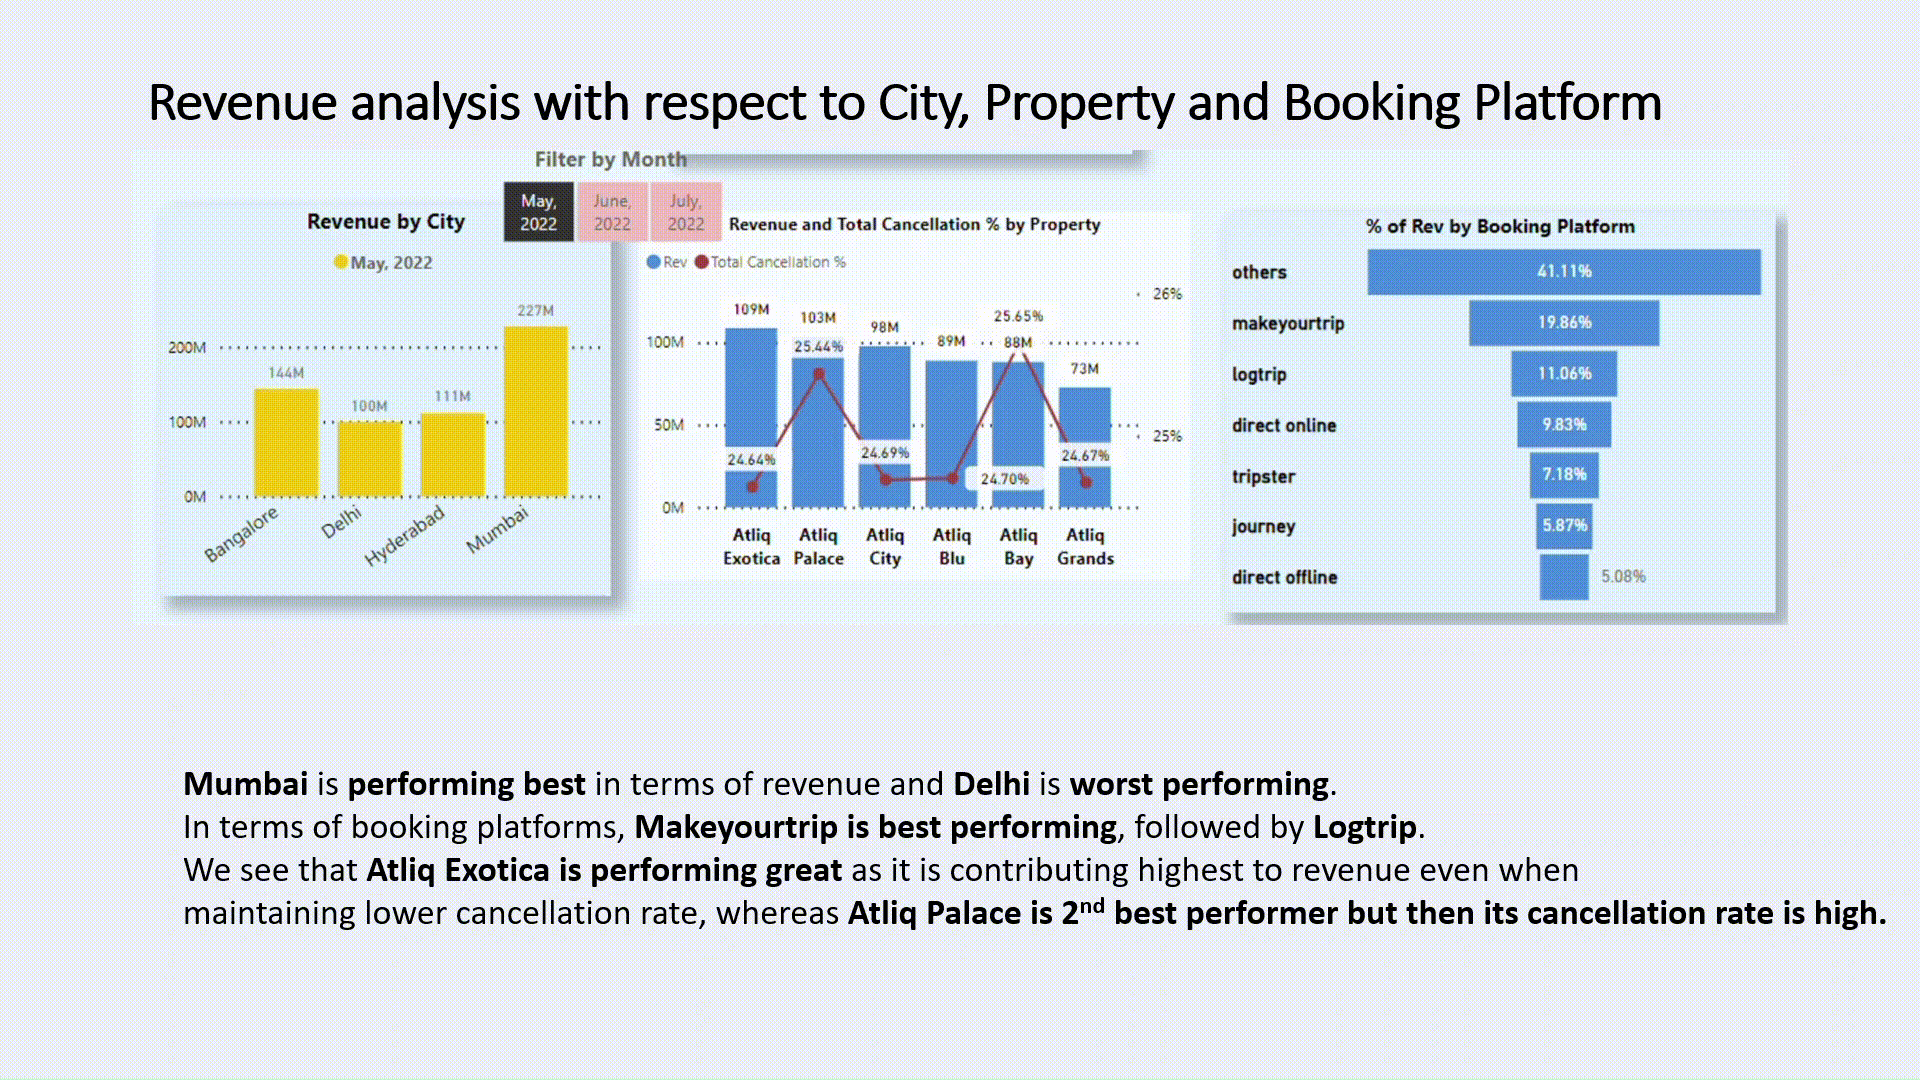 Revenue analysis with respect to City, Property and Booking Platform
Filter by Month
May, 2022
June, 2022
July, 2022
Revenue by City
May, 2022
227M
200M
144M
111M
100M
100M
0M
Bangalore
Delhi
Hyderabad
Mumbai
Revenue and Total Cancellation % by Property
Rev Total Cancellation %
26%
109M
103M
98M
89M
25.65%
88M
73M
100M
25.44%
50M
25%
24.64%
24.69%
24.70%
24.67%
0M
Atliq Exotica
Atliq Palace
Atliq City
Atliq Blu
Atliq Bay
Atliq Grands
% of Rev by Booking Platform
others 41.11%
makeyourtrip 19.86%
logtrip 11.06%
direct online 9.83%
tripster 7.18%
journey 5.87%
direct offline 5.08%
Mumbai is performing best in terms of revenue and Delhi is worst performing.
In terms of booking platforms, Makeyourtrip is best performing, followed by Logtrip.
We see that Atliq Exotica is performing great as it is contributing highest to revenue even when
maintaining lower cancellation rate, whereas Atliq Palace is 2nd best performer but then its cancellation rate is high.